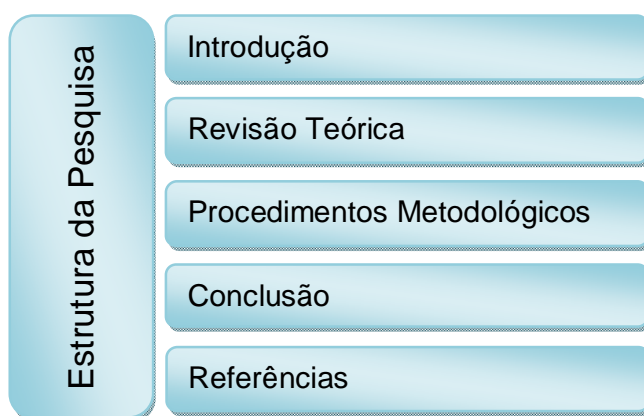 Estrutura da Pesquisa
Introdução
Revisão Teórica
Procedimentos Metodológicos
Conclusão
Referências